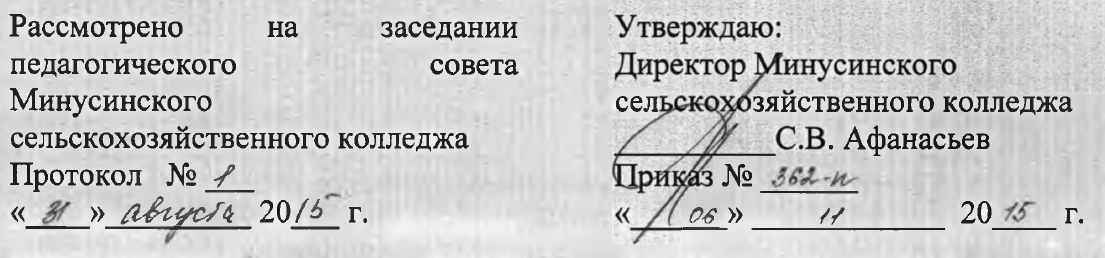 Рассмотрено на заседании
педагогического совета
Минусинского
сельскохозяйственного колледжа
Протокол № 1
« 31 » августа 2015 г.
Утверждаю:
Директор Минусинского
сельскохозяйственного колледжа
С.В. Афанасьев
Приказ № 362-п
« 06 » 11 2015 г.